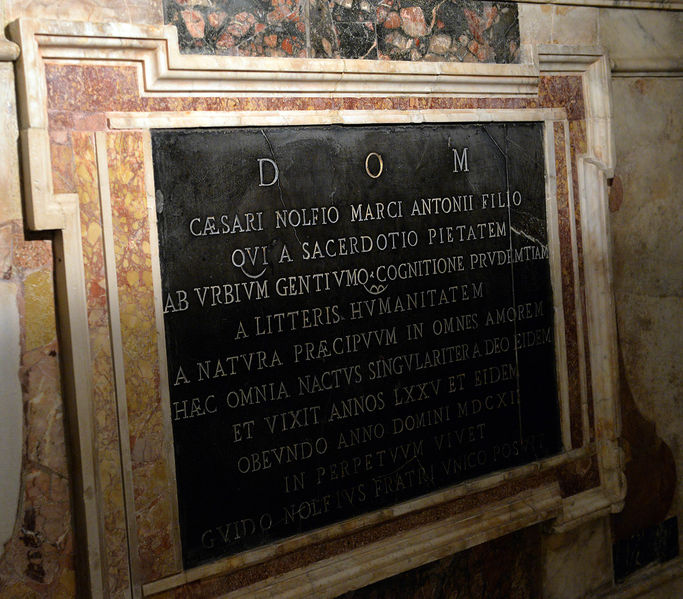 D O M
CÆSARI NOLFIO MARCI ANTONII FILIO
QVI A SACERDOTIO PIETATEM
AB VRBIVM GENTIVMQ COGNITIONE PRVDEMTIAM
A LITTERIS HVMANITATEM
A NATVRA PRÆCIPVVM IN OMNES AMOREM
HÆC OMNIA NACTVS SINGVLARITER A DEO EIDEM
ET VIXIT ANNOS LXXV ET EIDEM
OBEVNDO ANNO DOMINI MDCXII
IN PERPETVVM VIVET
GVIDO NOLFIVS FRATRI VNICO POSVIT